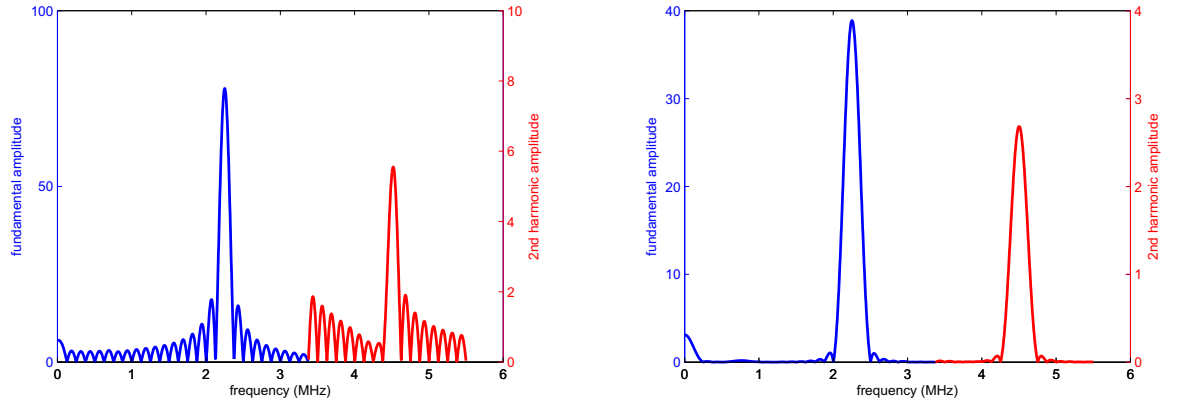 100
50
0
fundamental amplitude
10
8
6
4
2
0
2nd harmonic amplitude
0 1 2 3 4 5 6
frequency (MHz)
40
30
20
10
0
fundamental amplitude
4
3
2
1
0
2nd harmonic amplitude
0 1 2 3 4 5 6
frequency (MHz)